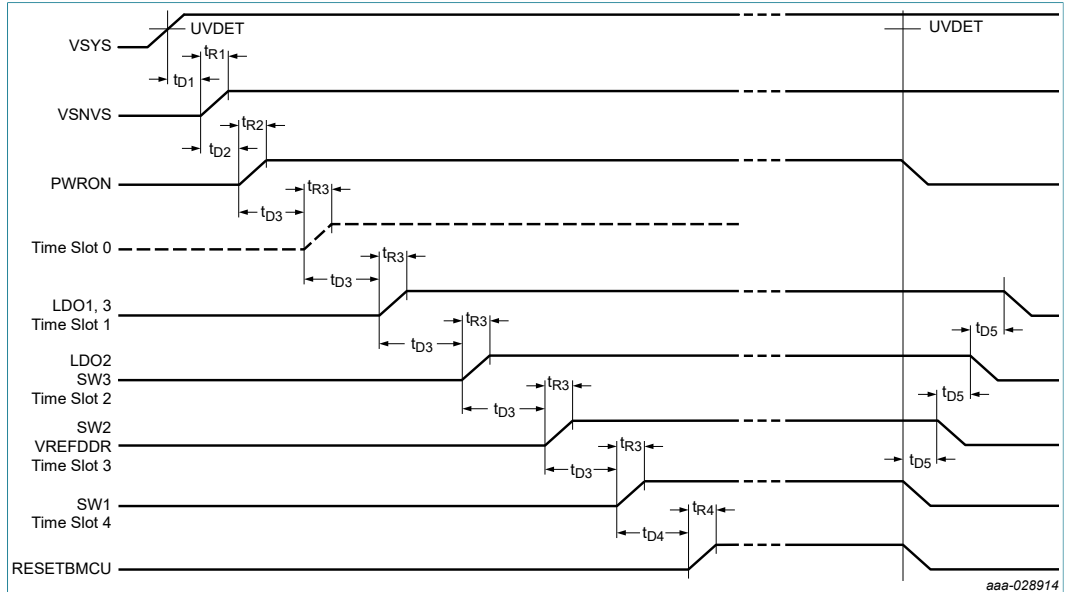 UVDET
UVDET
VSYS
tR1
tD1
VSNVS
tR2
tD2
PWRON
tR3
tD3
Time Slot 0
tR3
tD3
LDO1, 3
Time Slot 1
tR3
tD3
tD5
LDO2
SW3
Time Slot 2
tR3
tD3
tD5
SW2
VREFDDR
Time Slot 3
tR3
tD3
tD5
SW1
Time Slot 4
tR4
tD4
RESETBMCU
aaa-028914